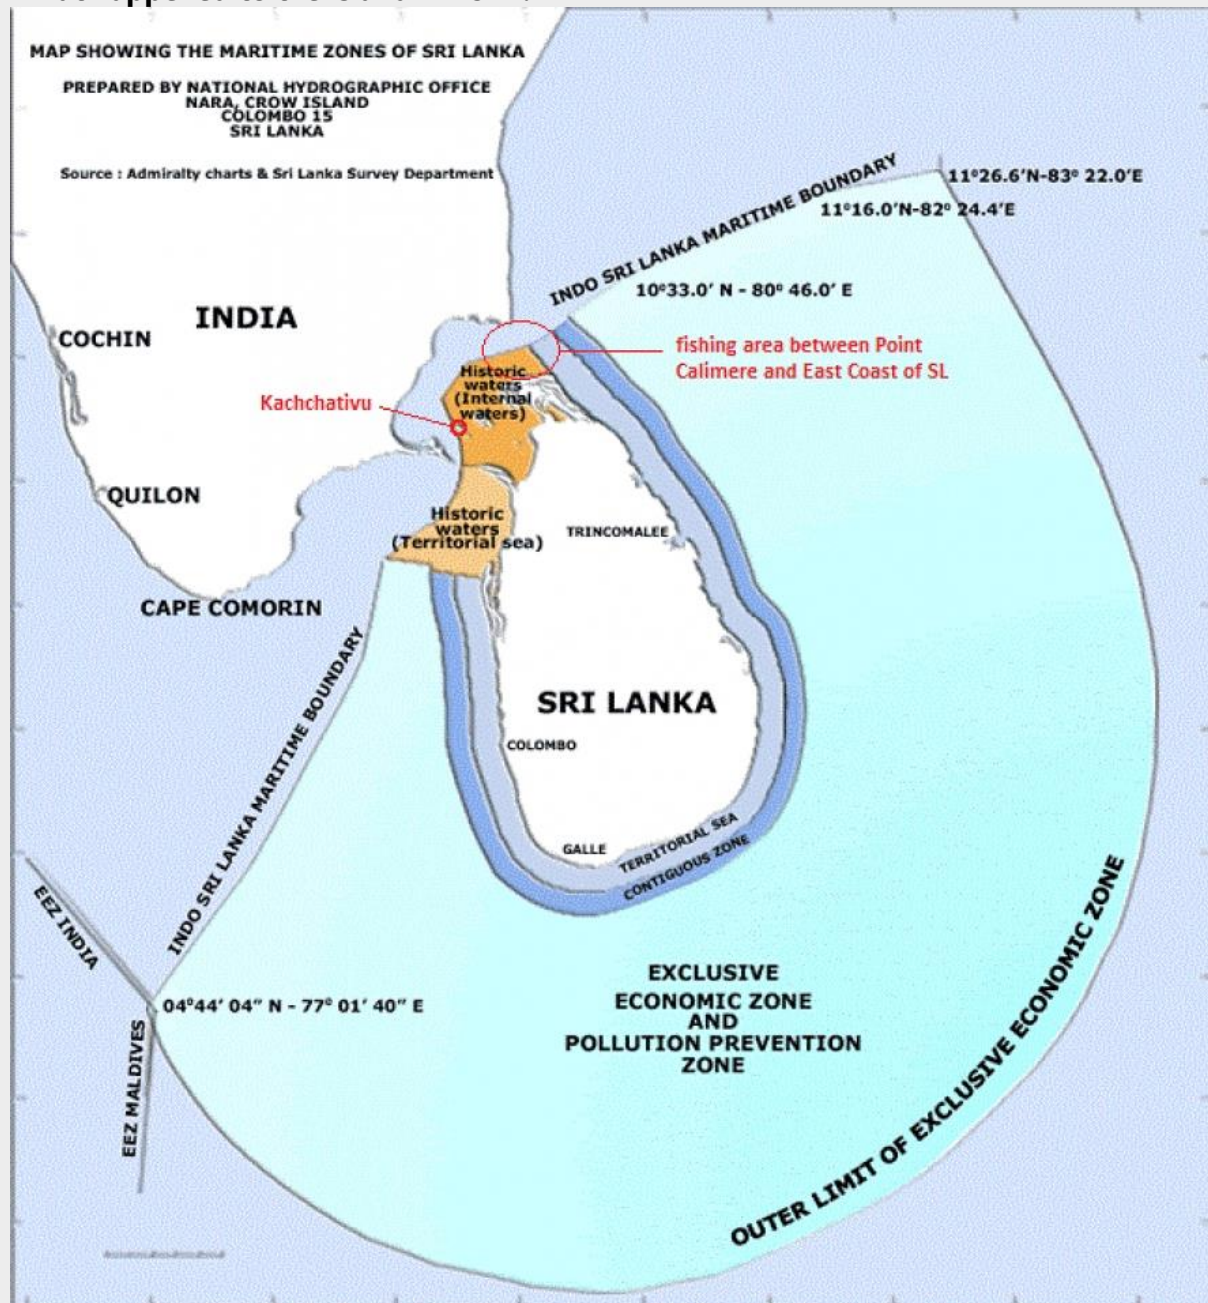 MAP SHOWING THE MARITIME ZONES OF SRI LANKA
PREPARED BY NATIONAL HYDROGRAPHIC OFFICE
NARA, CROW ISLAND
COLOMBO 15
SRI LANKA
Source : Admiralty charts & Sri Lanka Survey Department
INDO SRI LANKA MARITIME BOUNDARY
11°26.6'N-83° 22.0'E
11°16.0'N-82° 24.4'E
10°33.0' N - 80° 46.0' E
INDIA
COCHIN
fishing area between Point
Calimere and East Coast of SL
Historic
waters
(Internal
waters)
Kachchativu
QUILON
Historic
waters
(Territorial sea)
TRINCOMALEE
CAPE COMORIN
INDO SRI LANKA MARITIME BOUNDARY
SRI LANKA
COLOMBO
GALLE
TERRITORIAL SEA
CONTIGUOUS ZONE
EEZ INDIA
EXCLUSIVE
ECONOMIC ZONE
AND
POLLUTION PREVENTION
ZONE
04°44' 04" N - 77° 01' 40" E
EEZ MALDIVES
OUTER LIMIT OF EXCLUSIVE ECONOMIC ZONE